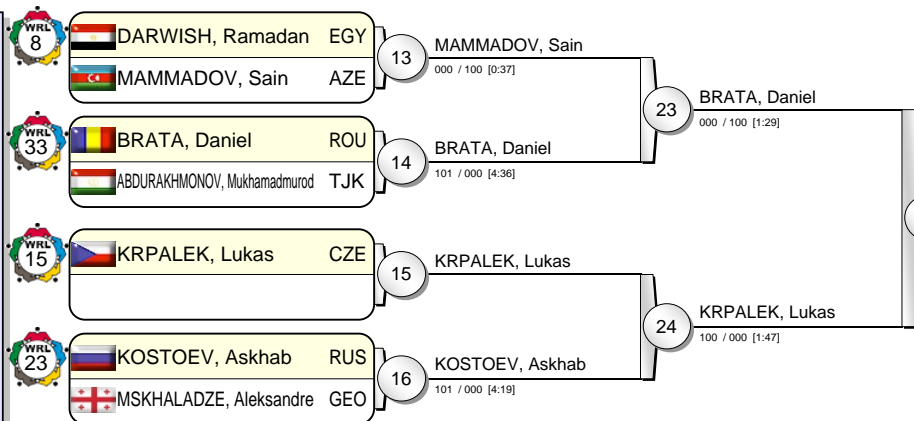 WRL
8
DARWISH, Ramadan EGY
MAMMADOV, Sain AZE
13
MAMMADOV, Sain
000 / 100 [0:37]
WRL
33
BRATA, Daniel ROU
ABDURAKHMONOV, Mukhamadmurod TJK
14
BRATA, Daniel
101 / 000 [4:36]
23
BRATA, Daniel
000 / 100 [1:29]
WRL
15
KRPALEK, Lukas CZE
15
KRPALEK, Lukas
WRL
23
KOSTOEV, Askhab RUS
MSKHALADZE, Aleksandre GEO
16
KOSTOEV, Askhab
101 / 000 [4:19]
24
KRPALEK, Lukas
100 / 000 [1:47]